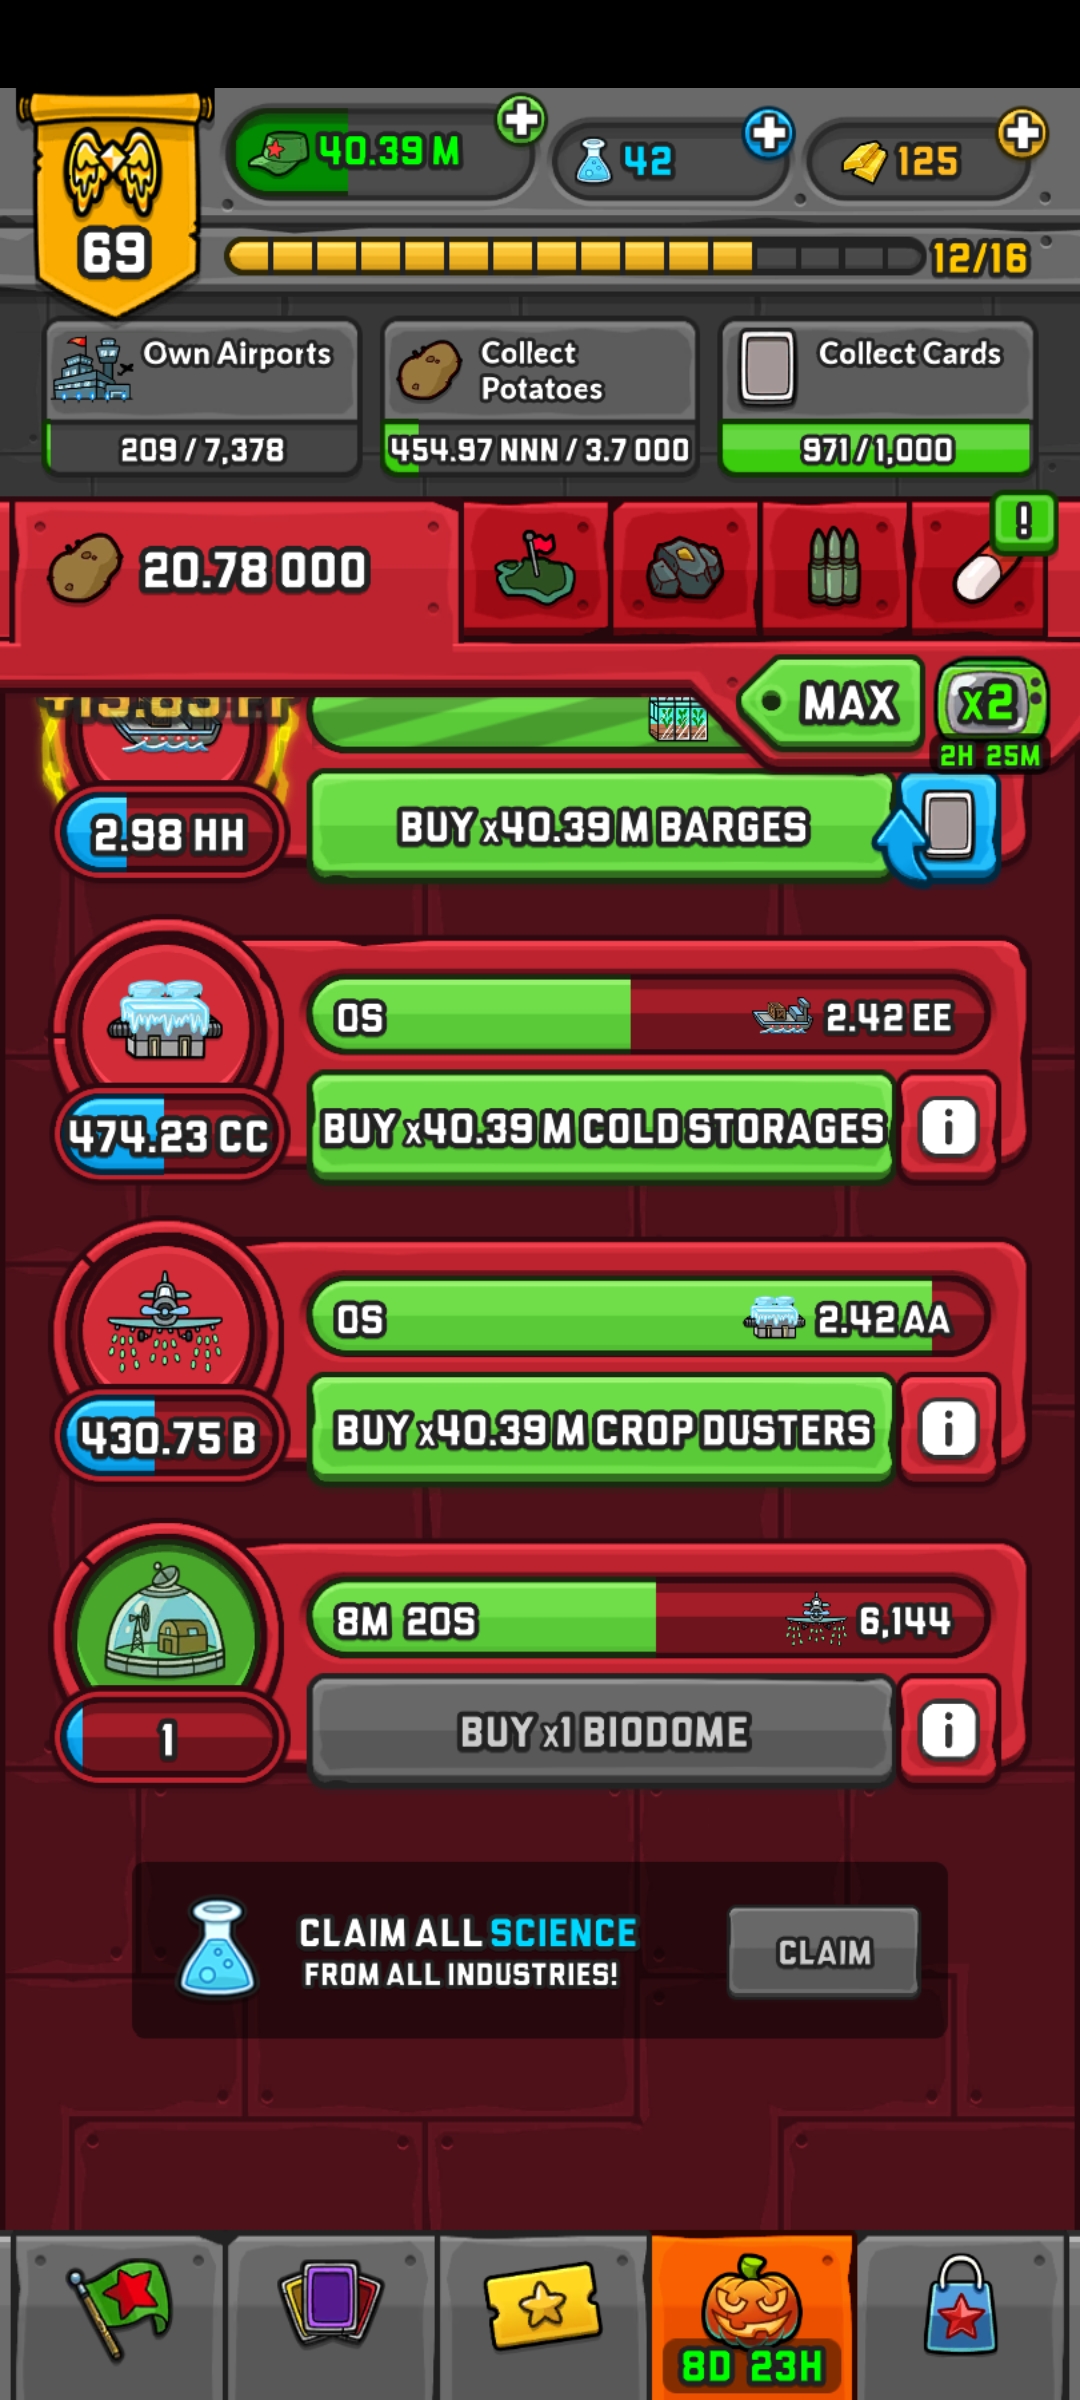 40.39 M
42
125
69
12/16
Own Airports
209 / 7,378
Collect
Potatoes
454.97 NNN / 3.7 OOO
Collect Cards
971 / 1,000
20.78 OOO
!
MAX
x2
2H 25M
2.98 HH
BUY x40.39 M BARGES
0S
2.42 EE
474.23 CC
BUY x40.39 M COLD STORAGES
0S
2.42 AA
430.75 B
BUY x40.39 M CROP DUSTERS
8M 20S
6,144
1
BUY x1 BIODOME
CLAIM ALL SCIENCE
FROM ALL INDUSTRIES!
CLAIM
8D 23H